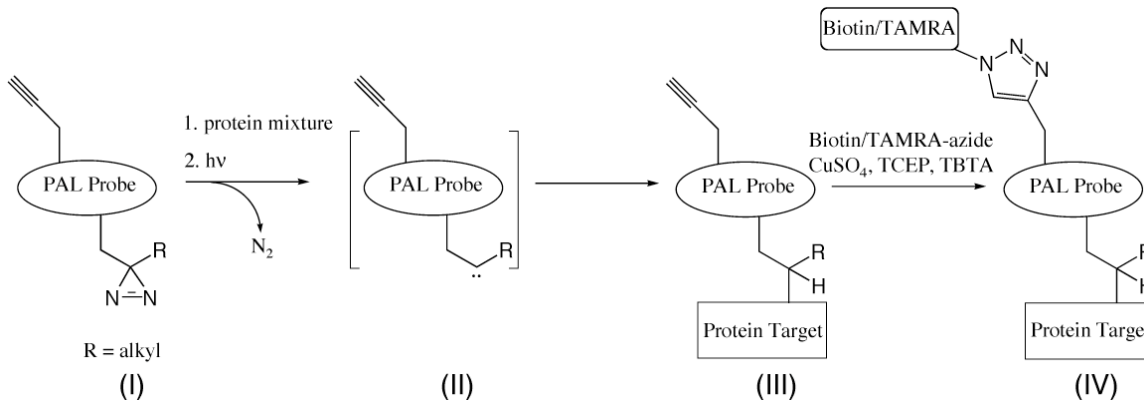 Biotin/TAMRA
N
N
N
1. protein mixture
2. hν
Biotin/TAMRA-azide
CuSO₄, TCEP, TBTA
PAL Probe
PAL Probe
PAL Probe
PAL Probe
N₂
R
N
N
R
..
R
H
R
H
Protein Target
Protein Targe
R = alkyl
(I)
(II)
(III)
(IV)